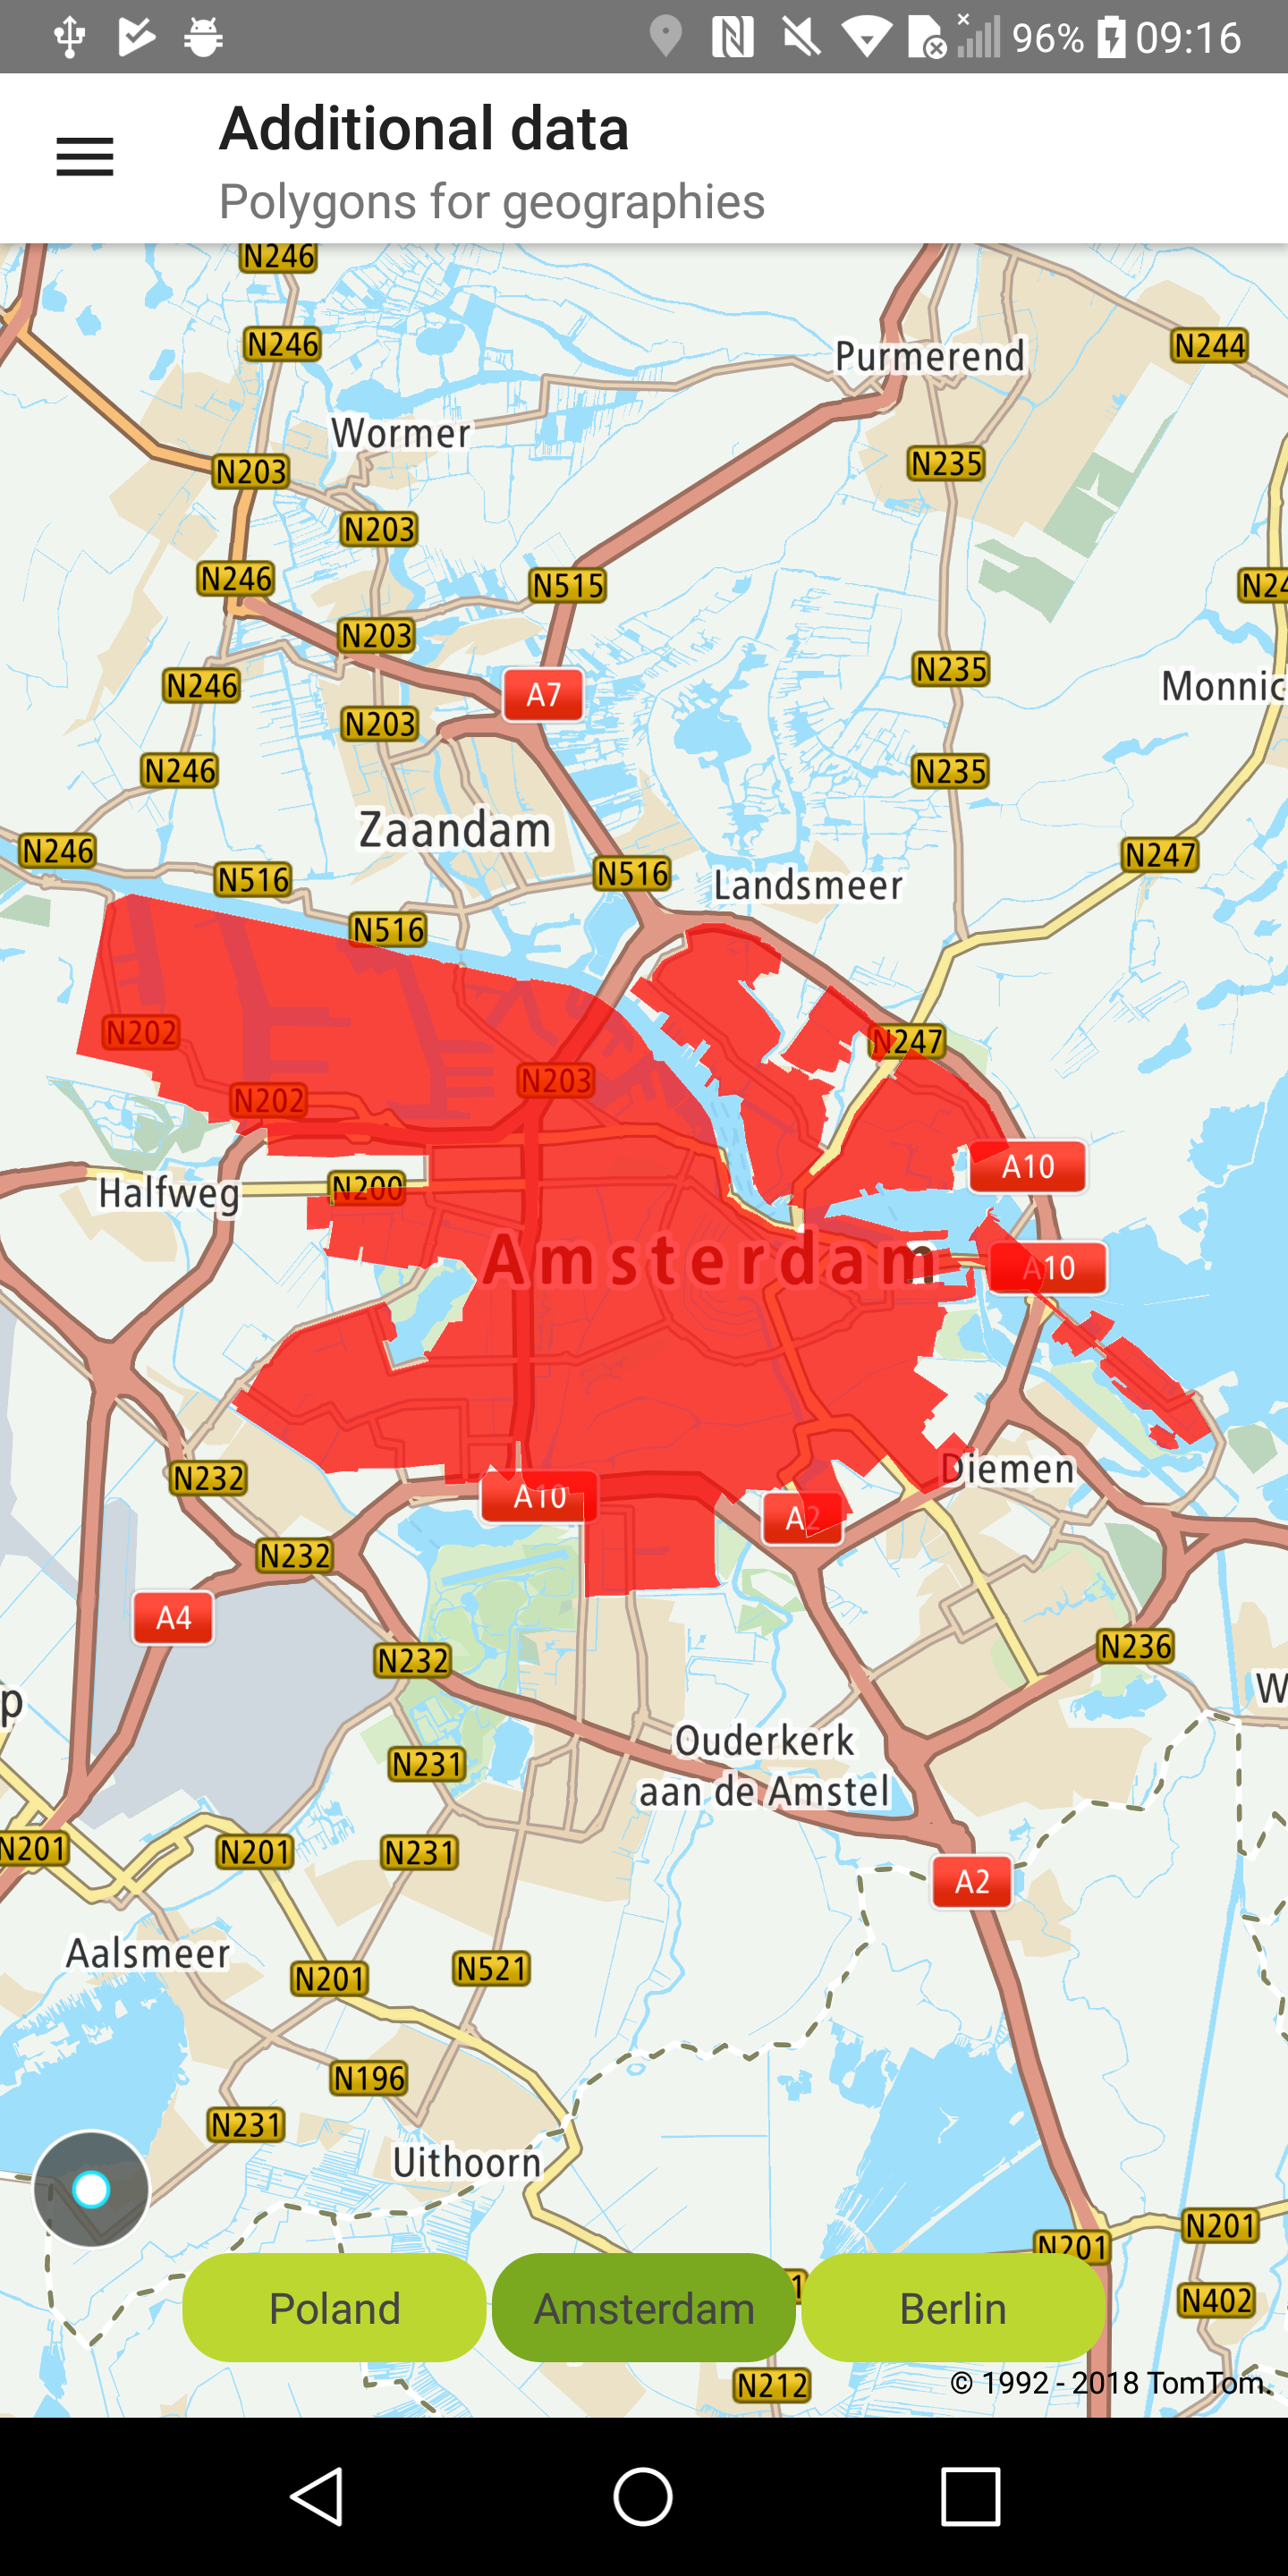 96% 09:16
Additional data
Polygons for geographies
N246
N246
N244
Purmerend
Wormer
N203
N235
N203
N246
N515
N203
N235
N246
A7
Monnic
N203
N246
N235
Zaandam
N246
N247
N516
N516
Landsmeer
N516
N202
N247
N203
N202
A10
N200
Halfweg
Amsterdam
A10
Diemen
N232
A10
A2
N232
A4
N236
N232
p
W
Ouderkerk
aan de Amstel
N231
N201
N201
N231
A2
Aalsmeer
N521
N201
N196
N231
Uithoorn
N201
N201
Poland
Amsterdam
Berlin
N402
© 1992 - 2018 TomTom.
N212